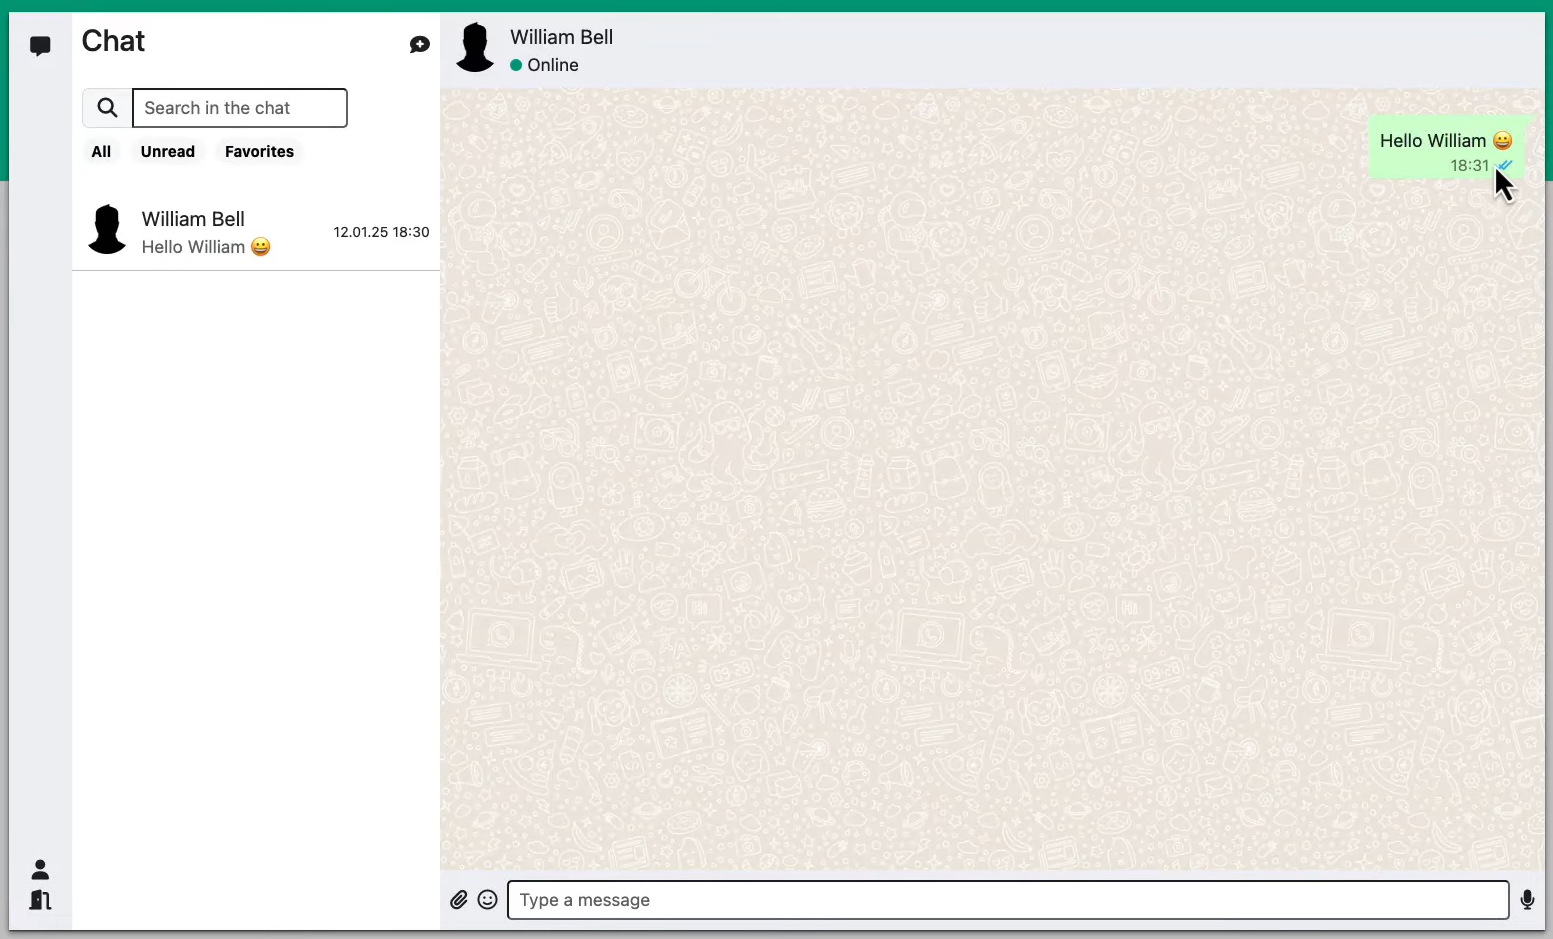 Chat
Search in the chat
All
Unread
Favorites
William Bell
Hello William 😀
12.01.25 18:30
William Bell
Online
Hello William 😀
18:31
Type a message